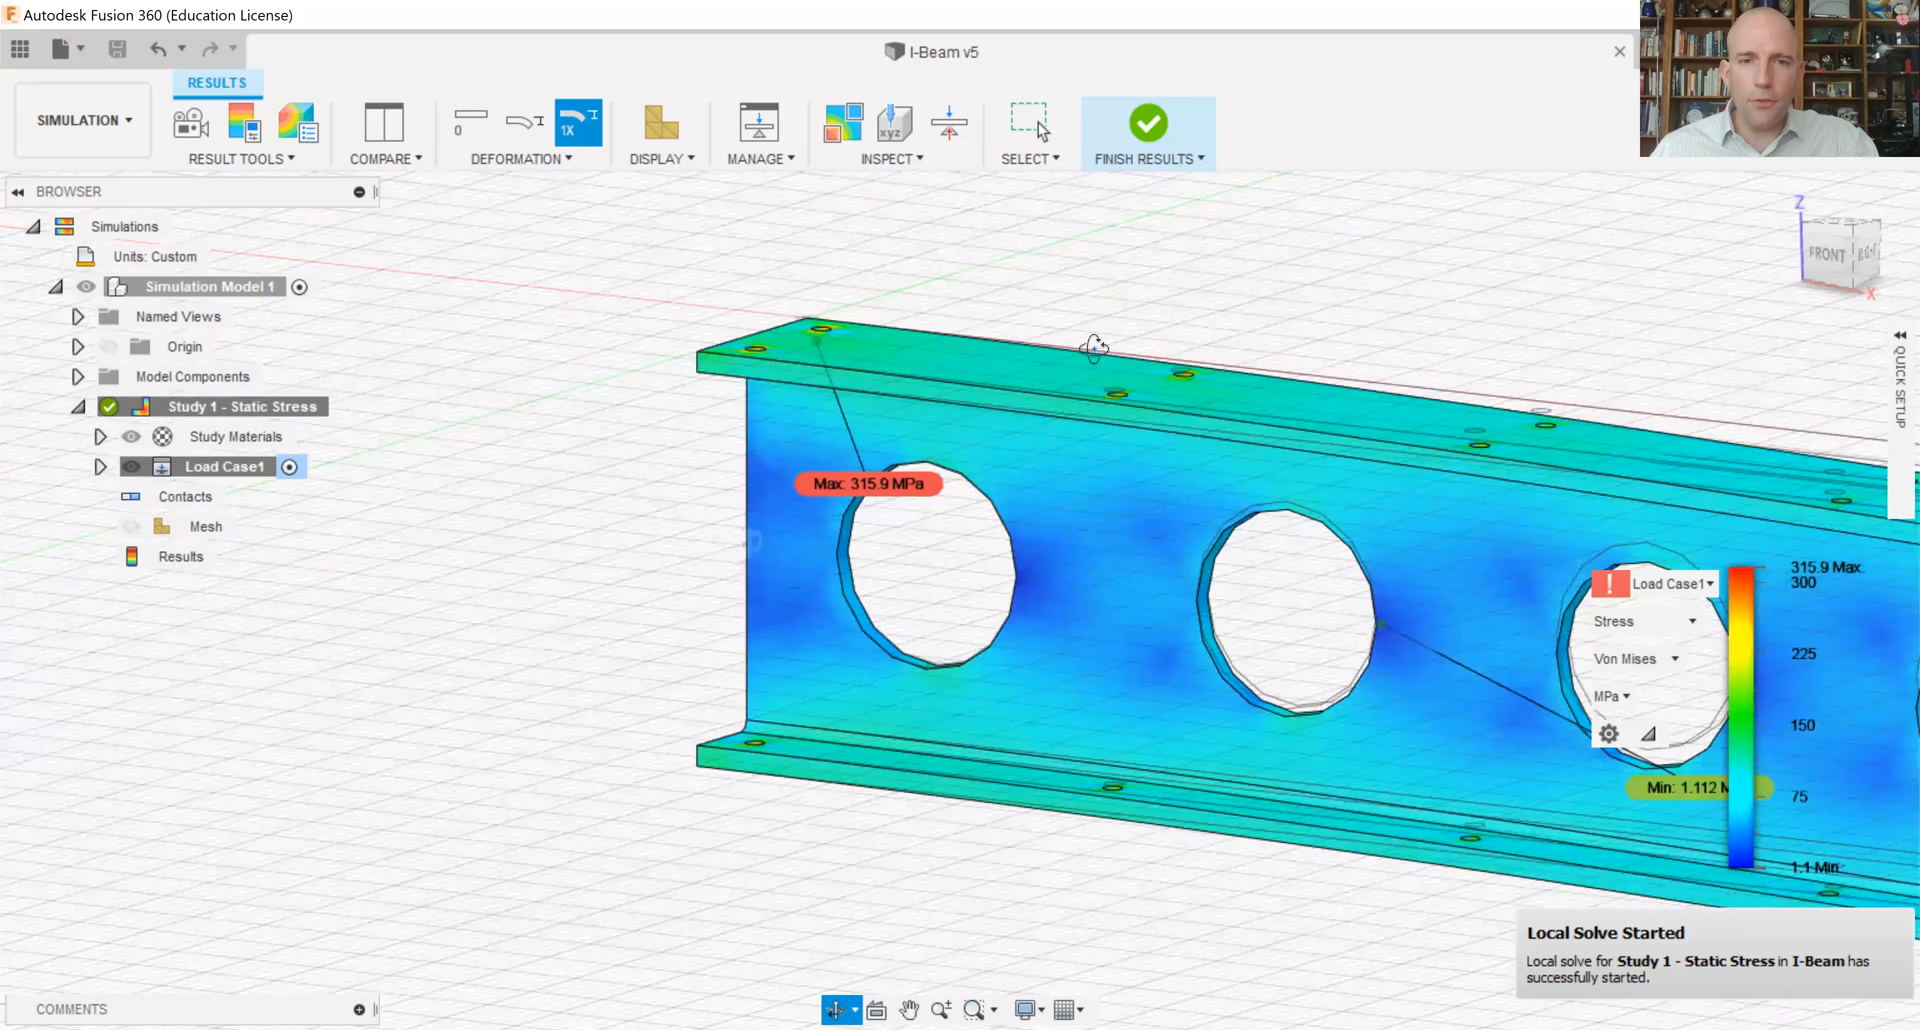 Autodesk Fusion 360 (Education License)
I-Beam v5
RESULTS
SIMULATION
0
1X
xyz
RESULT TOOLS
COMPARE
DEFORMATION
DISPLAY
MANAGE
INSPECT
SELECT
FINISH RESULTS
BROWSER
Simulations
Units: Custom
Simulation Model 1
Named Views
Origin
Model Components
Study 1 - Static Stress
Study Materials
Load Case1
Contacts
Mesh
Results
Z
FRONT
X
QUICK SETUP
Max: 315.9 MPa
Load Case1
Stress
Von Mises
MPa
315.9 Max.
300
225
150
75
1.1 Min.
Min: 1.112 M
Local Solve Started
Local solve for Study 1 - Static Stress in I-Beam has
successfully started.
COMMENTS